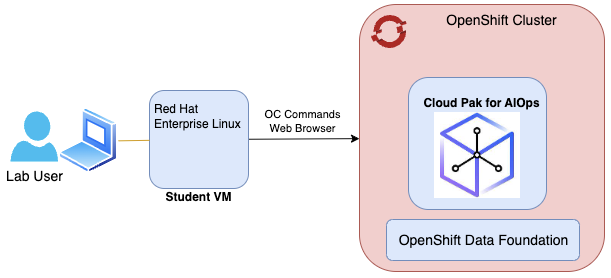 OpenShift Cluster
Red Hat
Enterprise Linux
Cloud Pak for AIOps
OC Commands
Web Browser
Lab User
Student VM
OpenShift Data Foundation